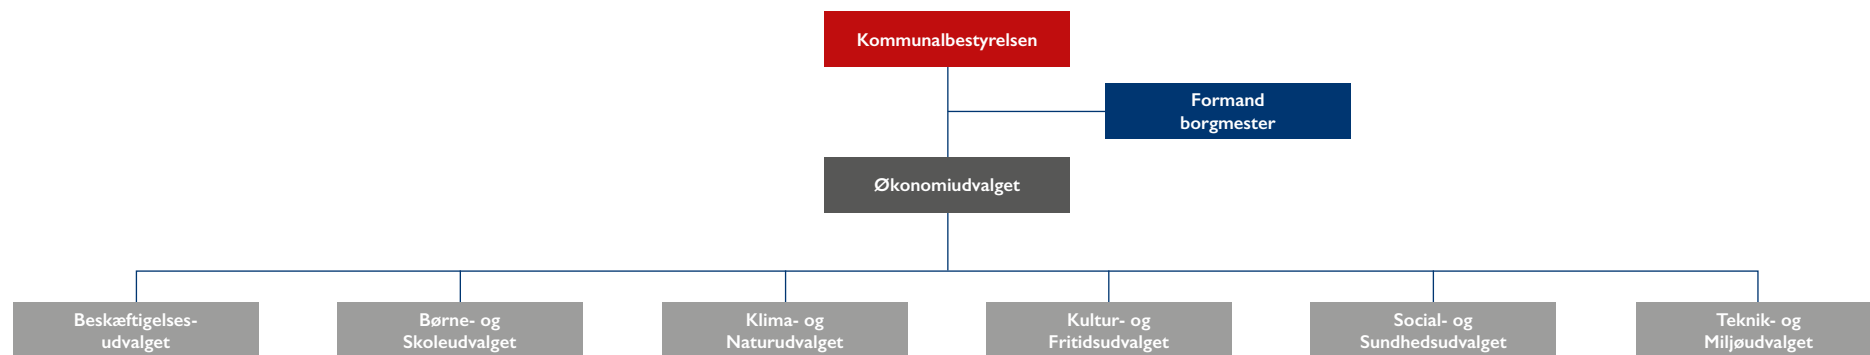 Kommunalbestyrelsen
Formand
borgmester
Økonomiudvalget
Beskæftigelses-
udvalget
Børne- og
Skoleudvalget
Klima- og
Naturudvalget
Kultur- og
Fritidsudvalget
Social- og
Sundhedsudvalget
Teknik- og
Miljøudvalget